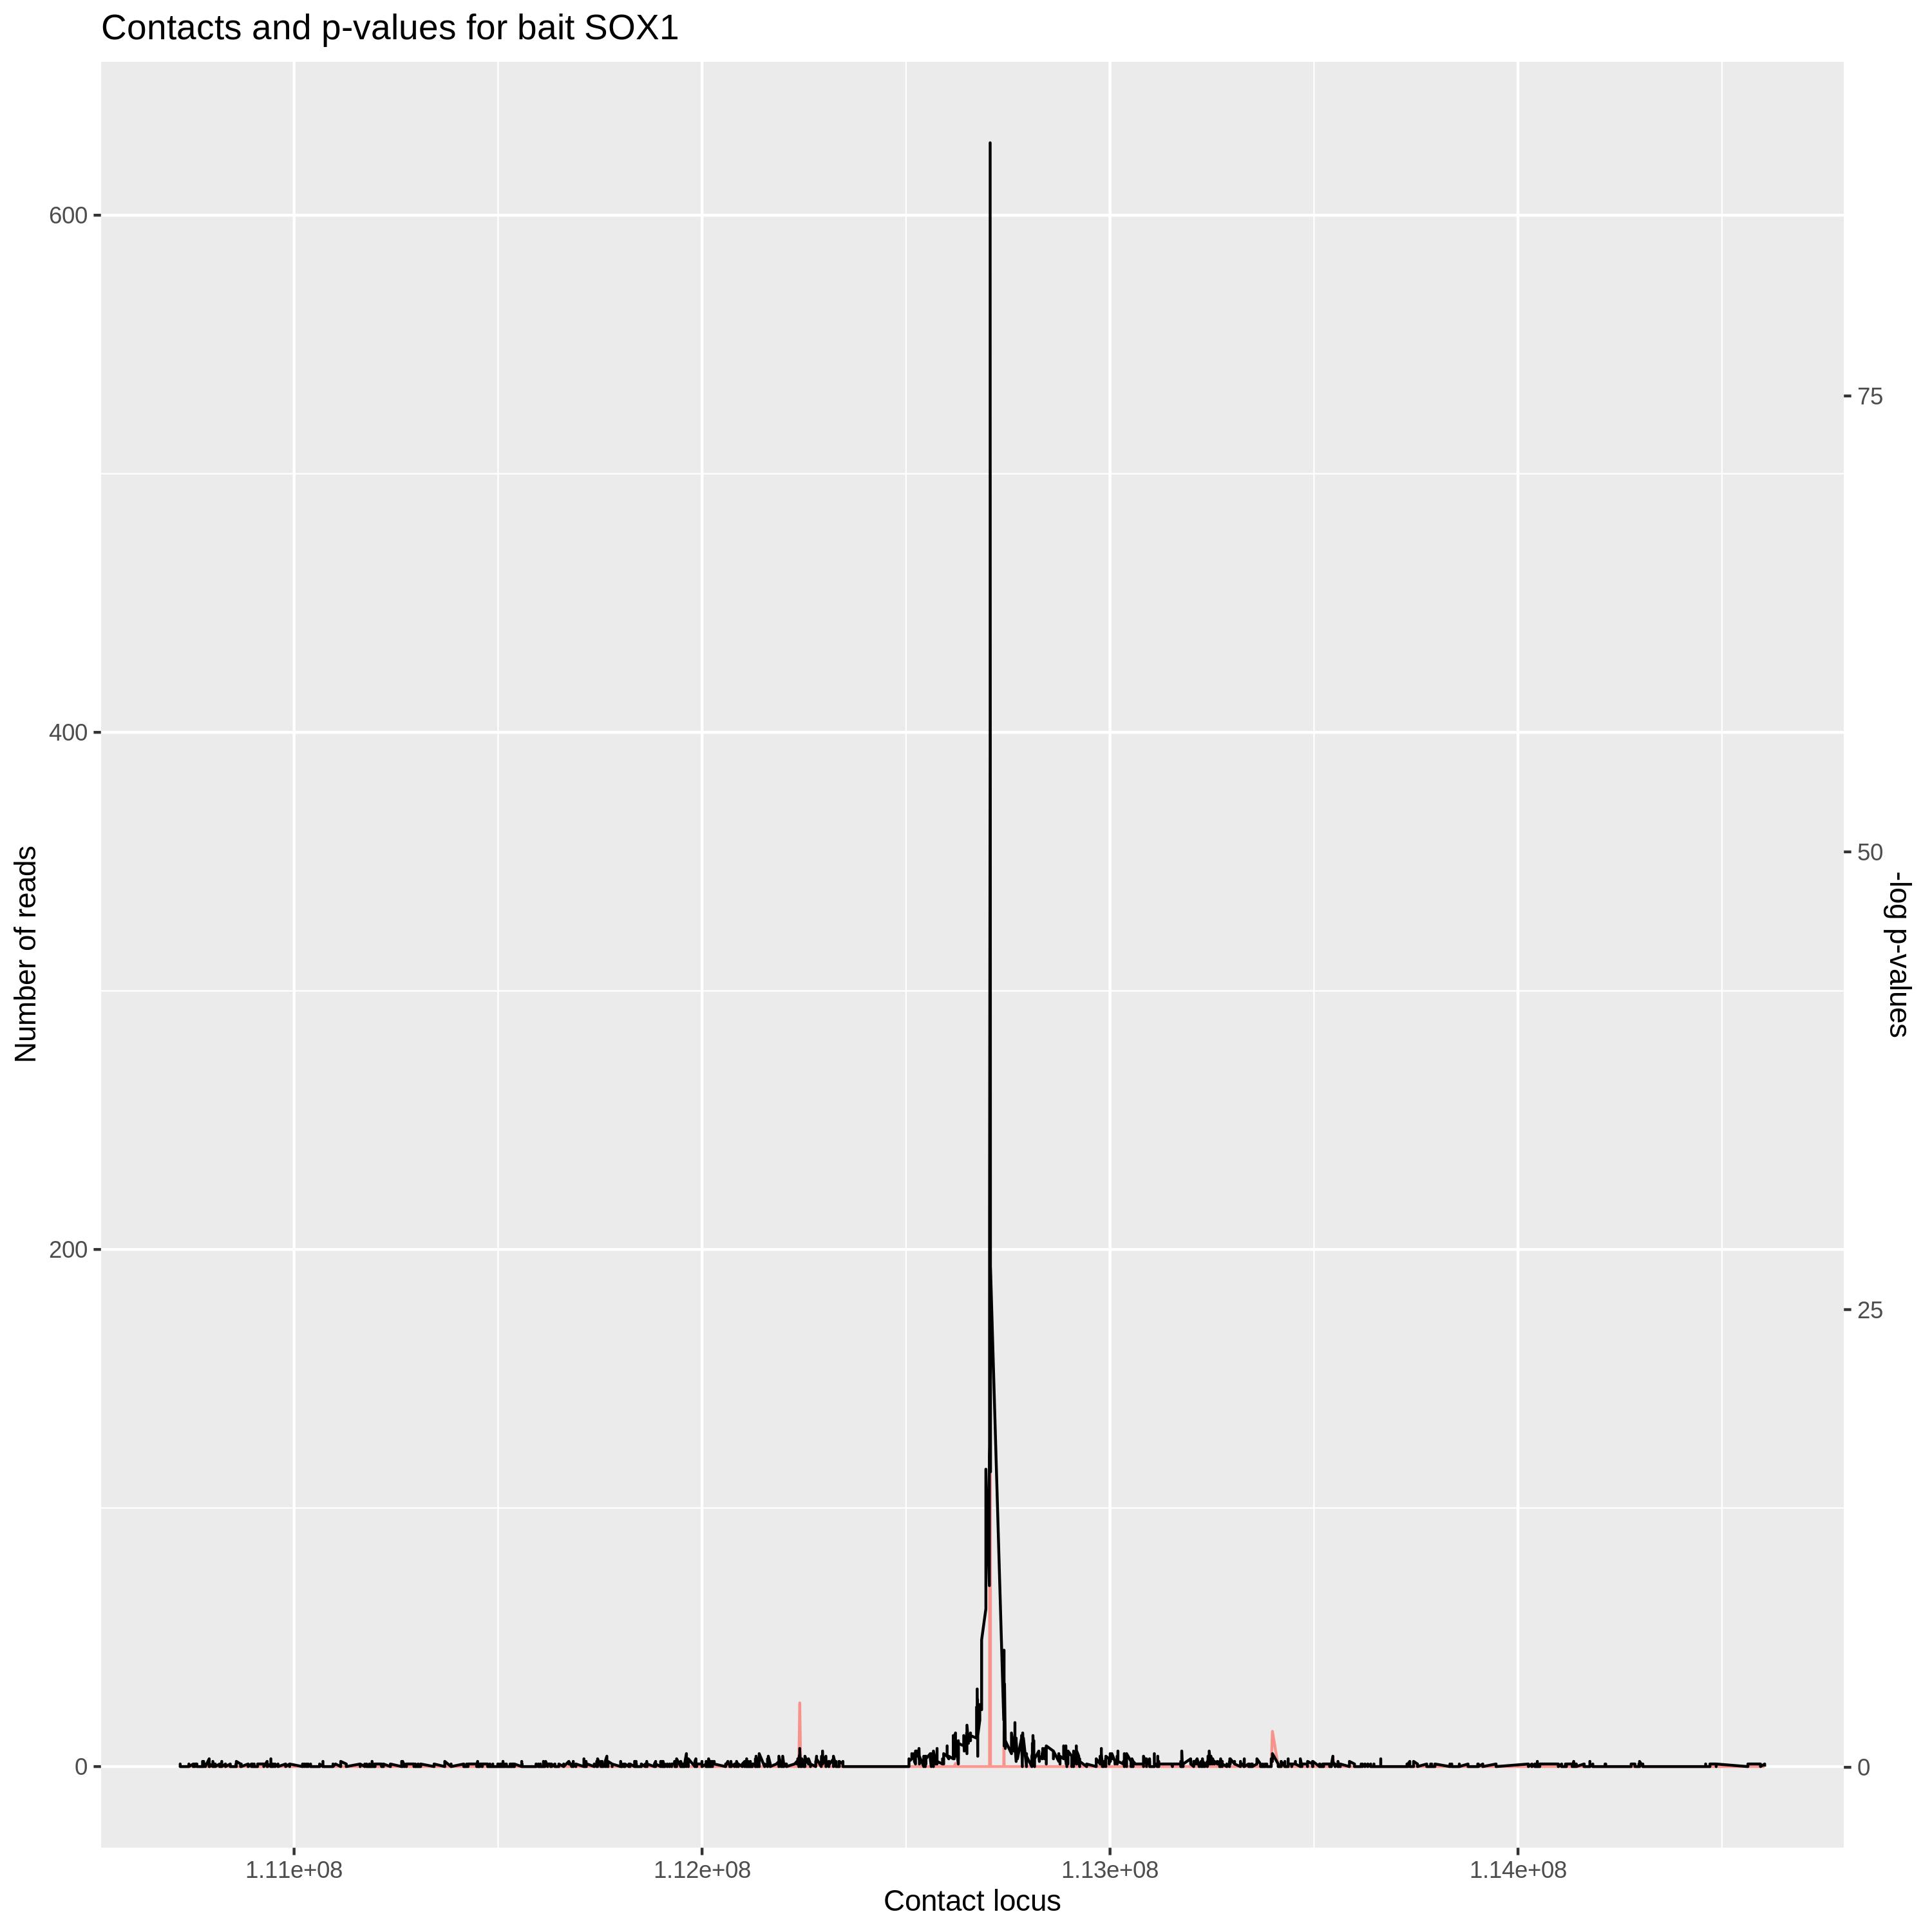 Contacts and p-values for bait SOX1
600
400
200
0
Number of reads
75
50
25
0
-log p-values
1.11e+08
1.12e+08
1.13e+08
1.14e+08
Contact locus